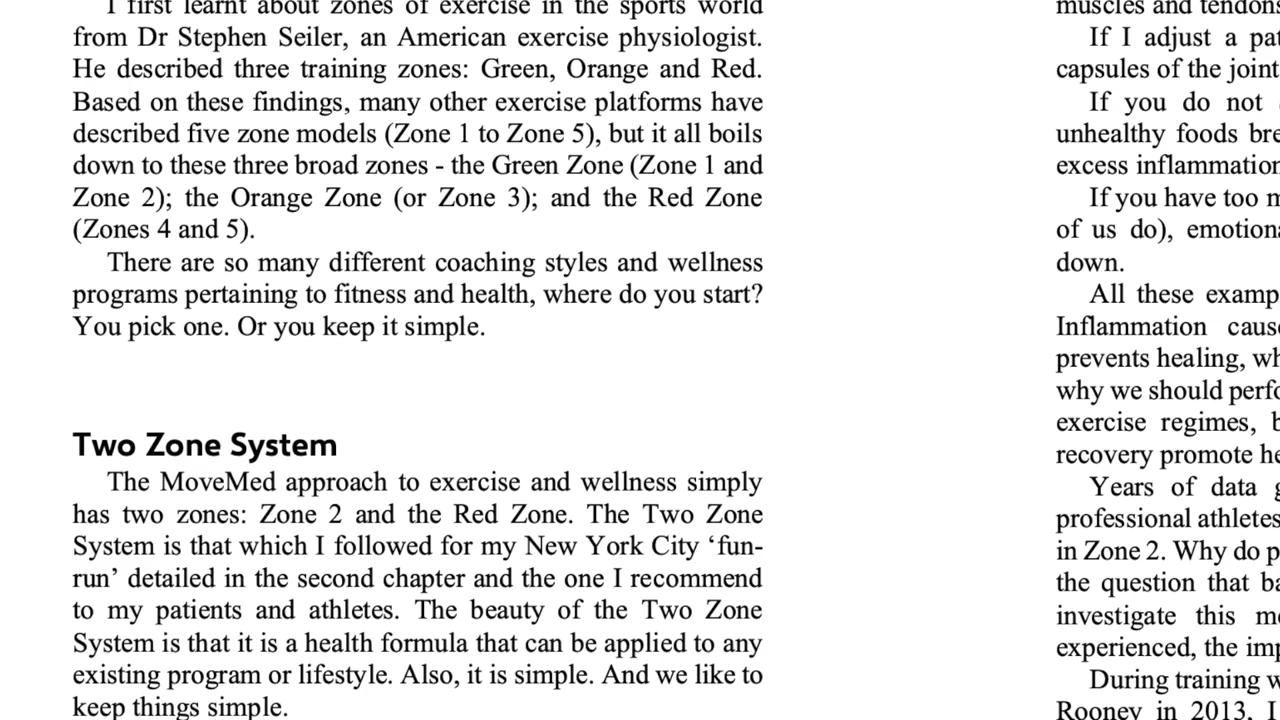 I first learnt about zones of exercise in the sports world
from Dr Stephen Seiler, an American exercise physiologist.
He described three training zones: Green, Orange and Red.
Based on these findings, many other exercise platforms have
described five zone models (Zone 1 to Zone 5), but it all boils
down to these three broad zones - the Green Zone (Zone 1 and
Zone 2); the Orange Zone (or Zone 3); and the Red Zone
(Zones 4 and 5).
There are so many different coaching styles and wellness
programs pertaining to fitness and health, where do you start?
You pick one. Or you keep it simple.
Two Zone System
The MoveMed approach to exercise and wellness simply
has two zones: Zone 2 and the Red Zone. The Two Zone
System is that which I followed for my New York City ‘fun-
run’ detailed in the second chapter and the one I recommend
to my patients and athletes. The beauty of the Two Zone
System is that it is a health formula that can be applied to any
existing program or lifestyle. Also, it is simple. And we like to
keep things simple.
muscles and tendons
If I adjust a pat
capsules of the joint
If you do not
unhealthy foods bre
excess inflammation
If you have too m
of us do), emotiona
down.
All these examp
Inflammation cause
prevents healing, wh
why we should perfo
exercise regimes, b
recovery promote he
Years of data g
professional athletes
in Zone 2. Why do p
the question that ba
investigate this mo
experienced, the imp
During training w
Rooney in 2013, I